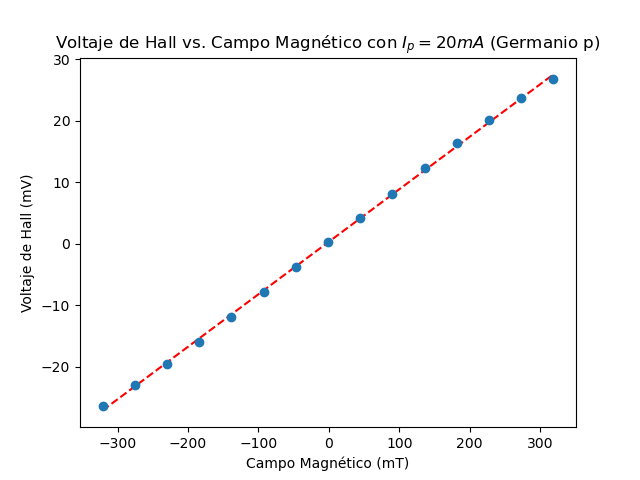 Voltaje de Hall vs. Campo Magnético con $I_p = 20mA$ (Germanio p)
Voltaje de Hall (mV)
30
20
10
0
−10
−20
−300 −200 −100 0 100 200 300
Campo Magnético (mT)